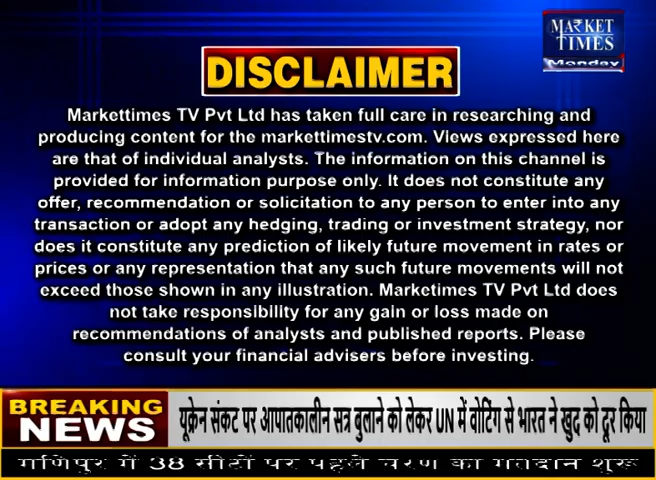 MARKET
TIMES
Monday
DISCLAIMER
Markettimes TV Pvt Ltd has taken full care in researching and
producing content for the markettimestv.com. Views expressed here
are that of individual analysts. The information on this channel is
provided for information purpose only. It does not constitute any
offer, recommendation or solicitation to any person to enter into any
transaction or adopt any hedging, trading or investment strategy, nor
does it constitute any prediction of likely future movement in rates or
prices or any representation that any such future movements will not
exceed those shown in any illustration. Marketimes TV Pvt Ltd does
not take responsibility for any gain or loss made on
recommendations of analysts and published reports. Please
consult your financial advisers before investing.
BREAKING
NEWS
यूक्रेन संकट पर आपातकालीन सत्र बुलाने को लेकर UN में वोटिंग से भारत ने खुद को दूर किया
मणिपुर में 38 सीटों पर पहले चरण का मतदान शुरू